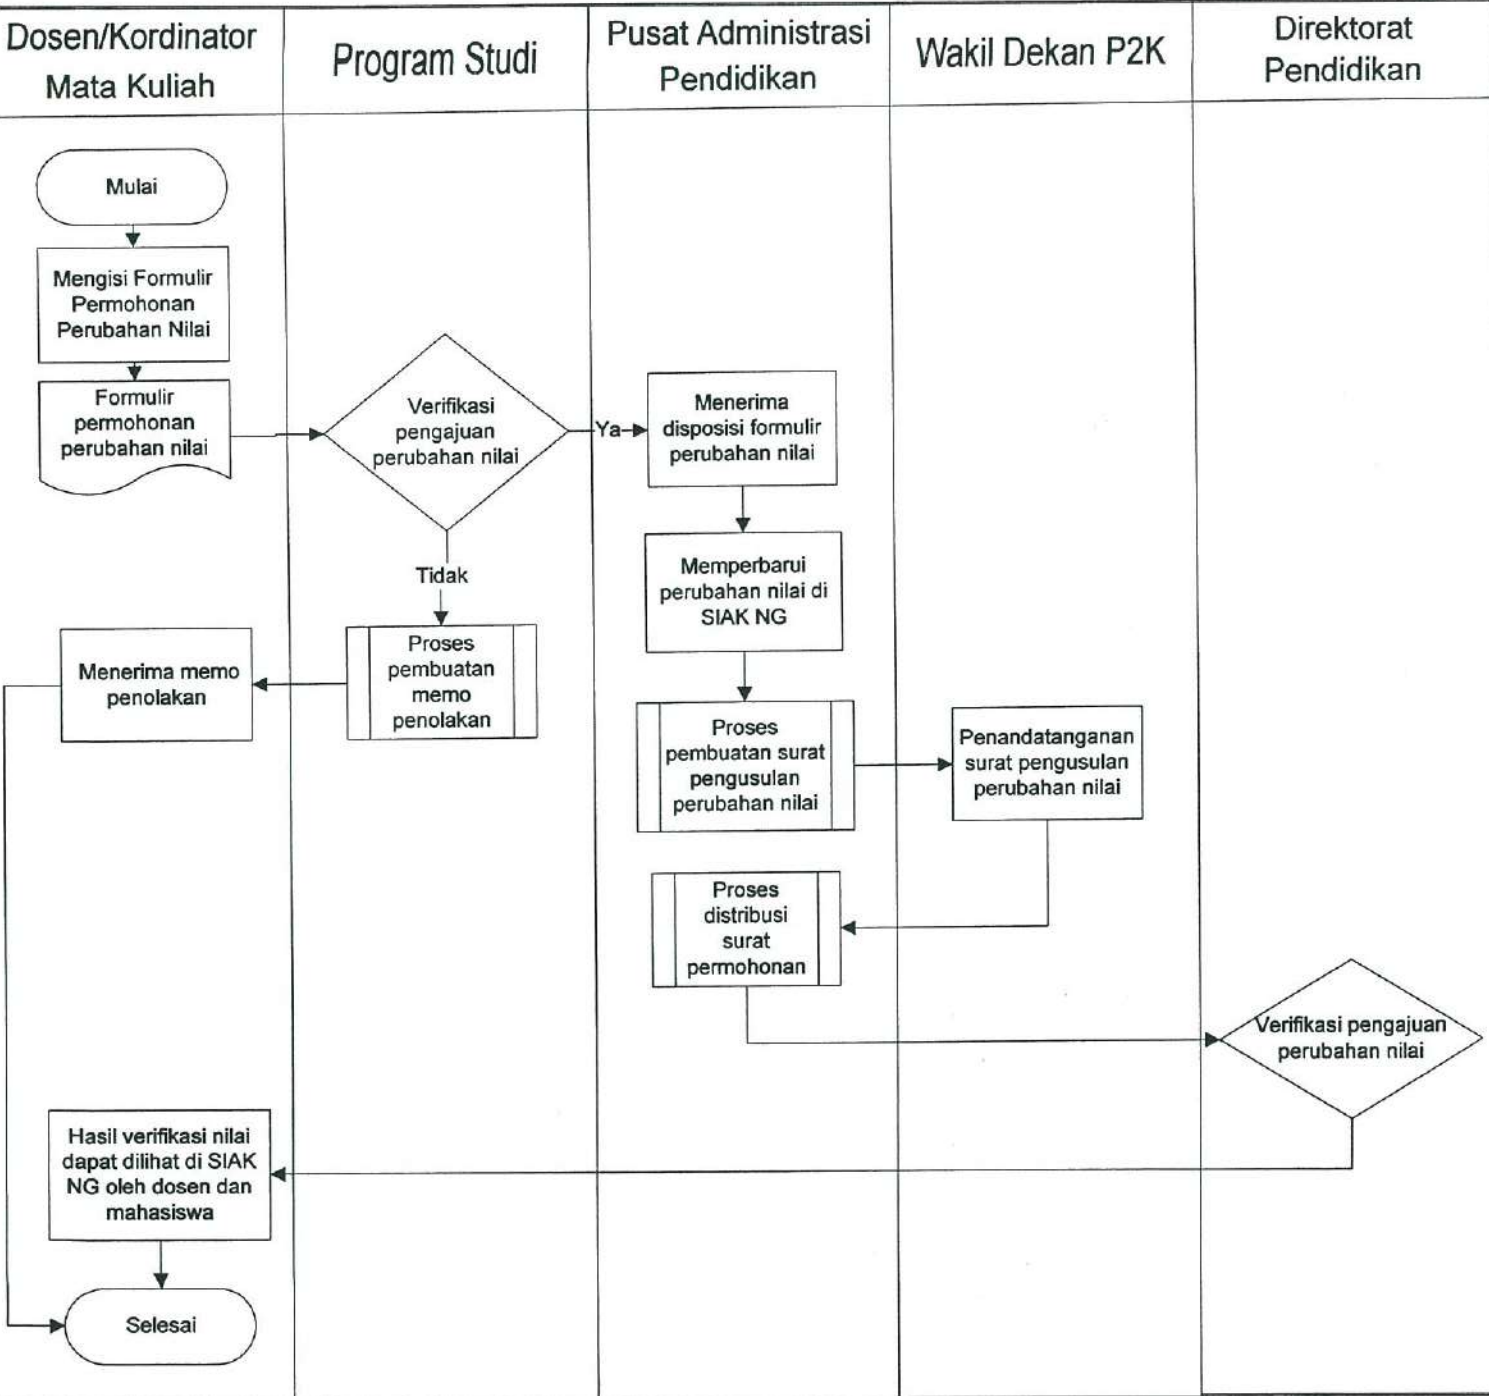 Dosen/Kordinator
Mata Kuliah
Program Studi
Pusat Administrasi
Pendidikan
Wakil Dekan P2K
Direktorat
Pendidikan
Mulai
Mengisi Formulir
Permohonan
Perubahan Nilai
Formulir
permohonan
perubahan nilai
Verifikasi
pengajuan
perubahan nilai
Ya
Menerima
disposisi formulir
perubahan nilai
Tidak
Memperbarui
perubahan nilai di
SIAK NG
Menerima memo
penolakan
Proses
pembuatan
memo
penolakan
Proses
pembuatan surat
pengusulan
perubahan nilai
Penandatanganan
surat pengusulan
perubahan nilai
Proses
distribusi
surat
permohonan
Verifikasi pengajuan
perubahan nilai
Hasil verifikasi nilai
dapat dilihat di SIAK
NG oleh dosen dan
mahasiswa
Selesai